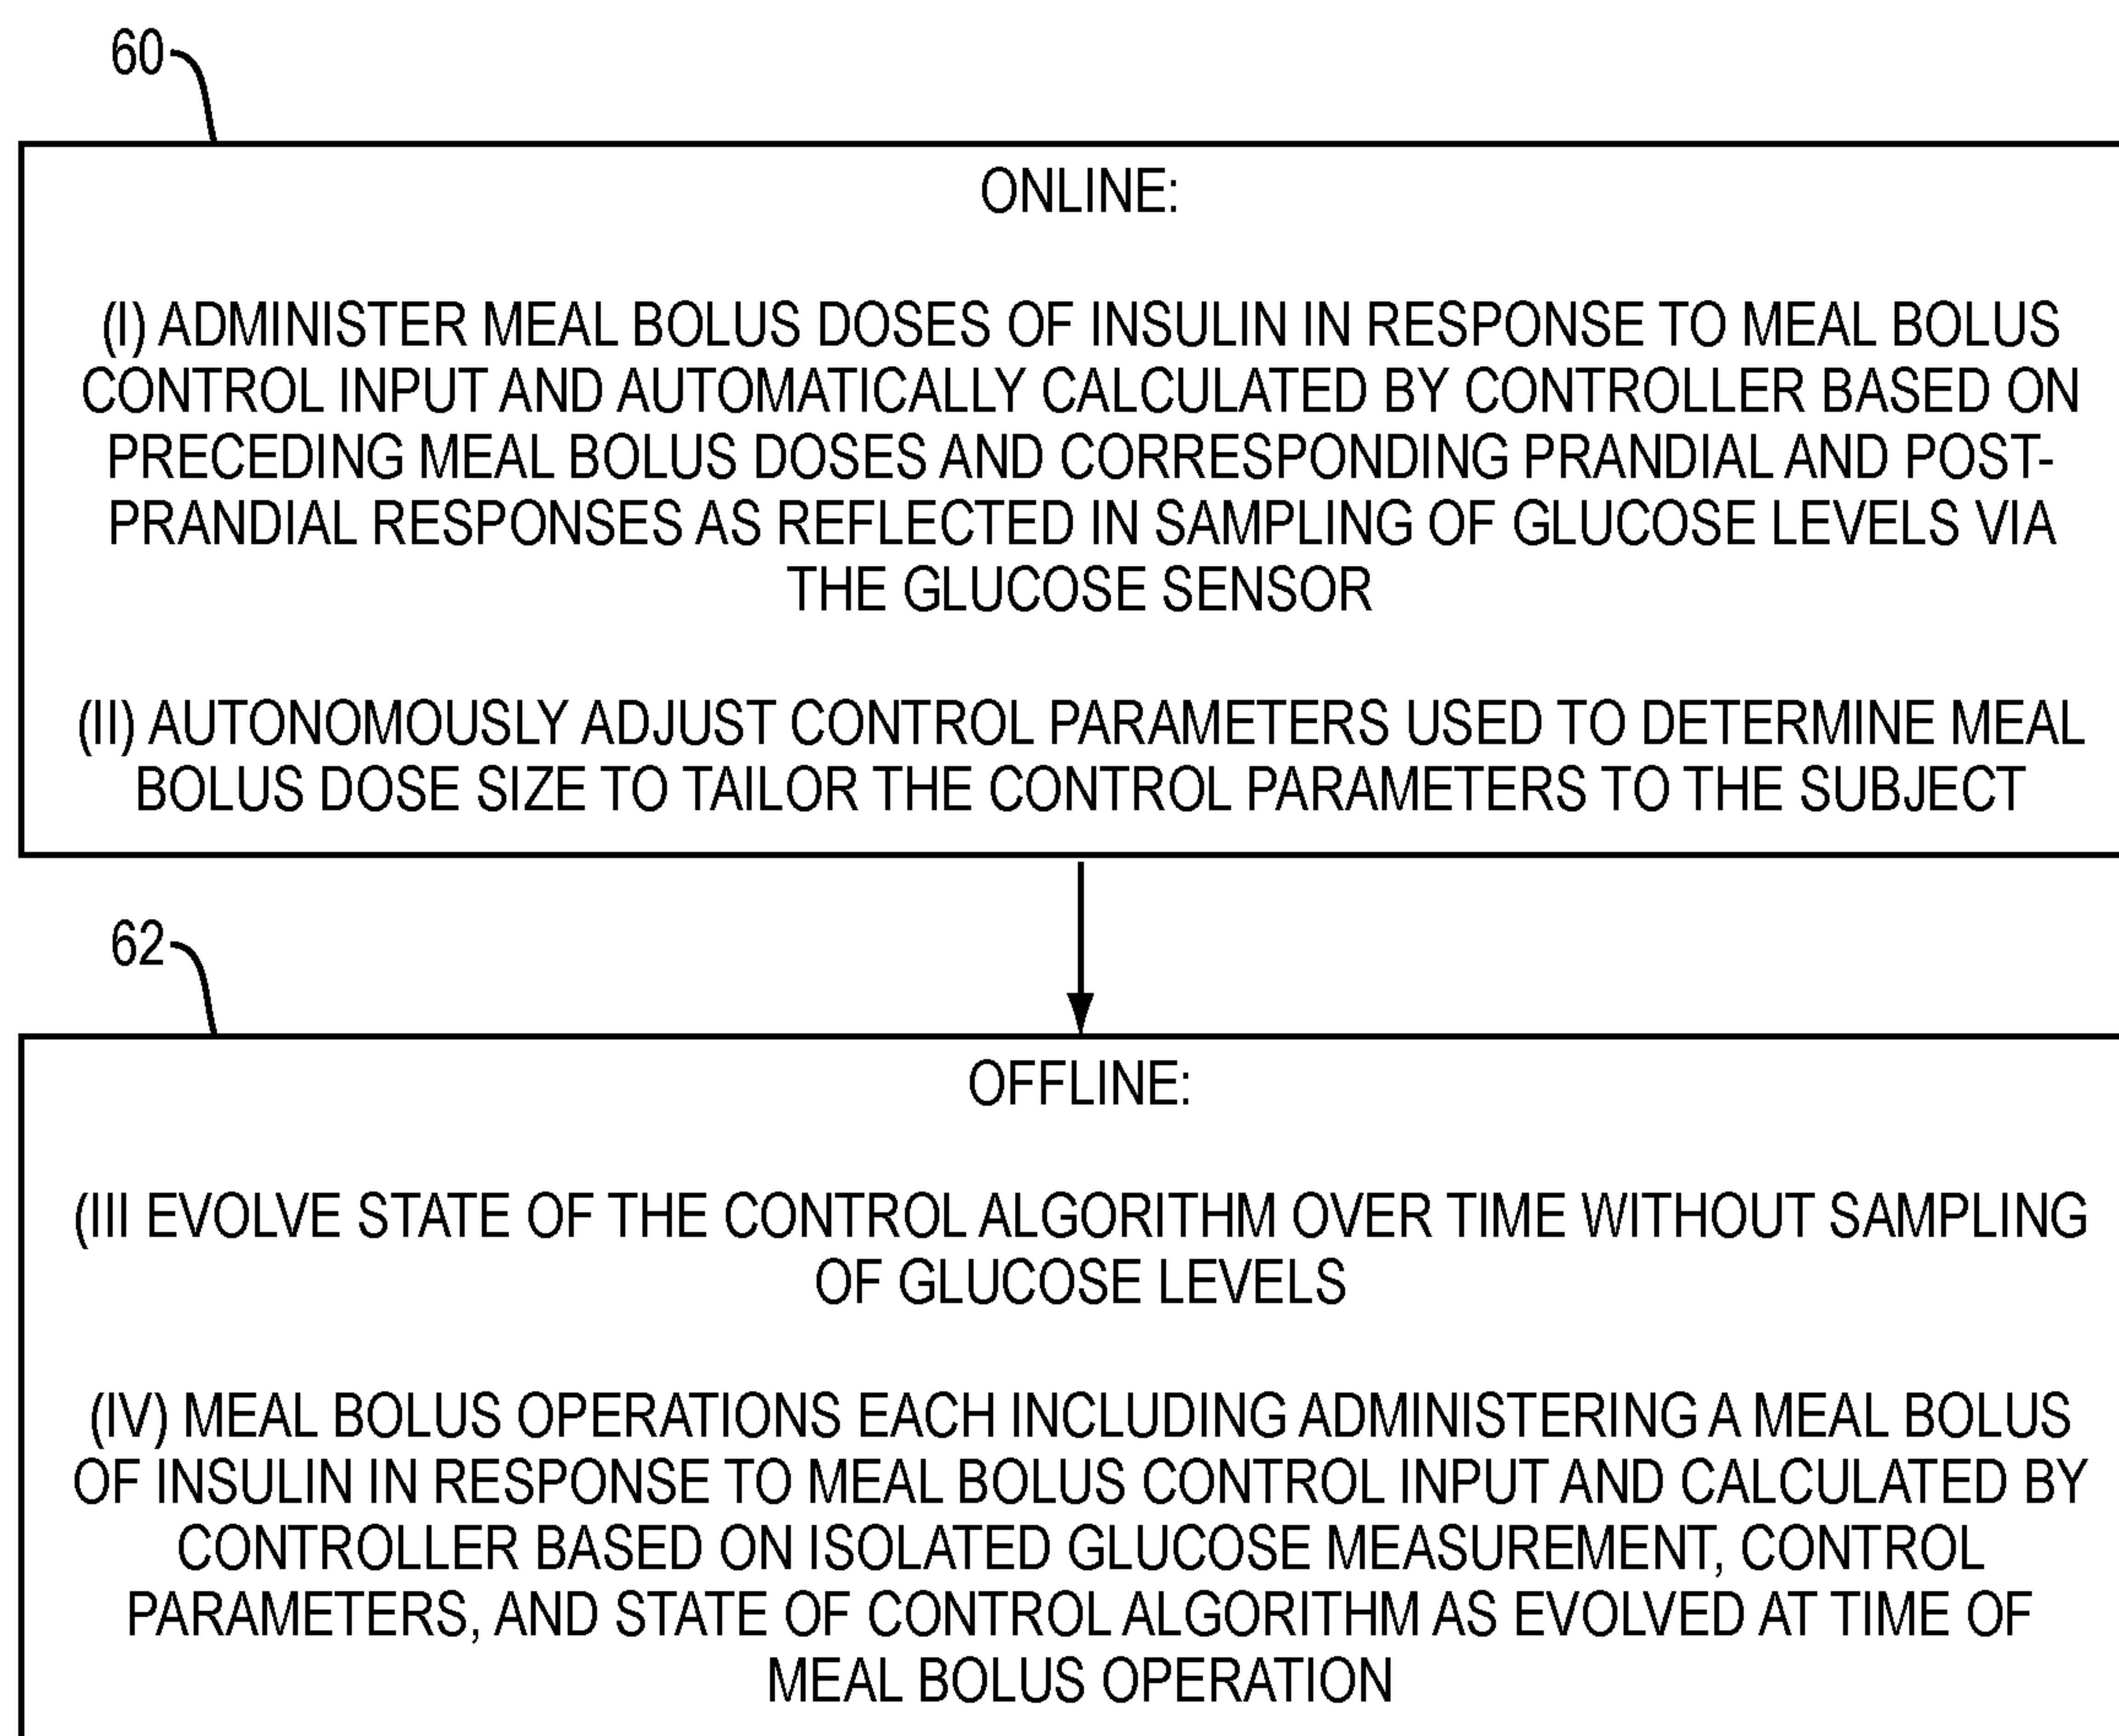 60
ONLINE:
(I) ADMINISTER MEAL BOLUS DOSES OF INSULIN IN RESPONSE TO MEAL BOLUS
CONTROL INPUT AND AUTOMATICALLY CALCULATED BY CONTROLLER BASED ON
PRECEDING MEAL BOLUS DOSES AND CORRESPONDING PRANDIAL AND POST-
PRANDIAL RESPONSES AS REFLECTED IN SAMPLING OF GLUCOSE LEVELS VIA
THE GLUCOSE SENSOR
(II) AUTONOMOUSLY ADJUST CONTROL PARAMETERS USED TO DETERMINE MEAL
BOLUS DOSE SIZE TO TAILOR THE CONTROL PARAMETERS TO THE SUBJECT
62
OFFLINE:
(III EVOLVE STATE OF THE CONTROL ALGORITHM OVER TIME WITHOUT SAMPLING
OF GLUCOSE LEVELS
(IV) MEAL BOLUS OPERATIONS EACH INCLUDING ADMINISTERING A MEAL BOLUS
OF INSULIN IN RESPONSE TO MEAL BOLUS CONTROL INPUT AND CALCULATED BY
CONTROLLER BASED ON ISOLATED GLUCOSE MEASUREMENT, CONTROL
PARAMETERS, AND STATE OF CONTROL ALGORITHM AS EVOLVED AT TIME OF
MEAL BOLUS OPERATION